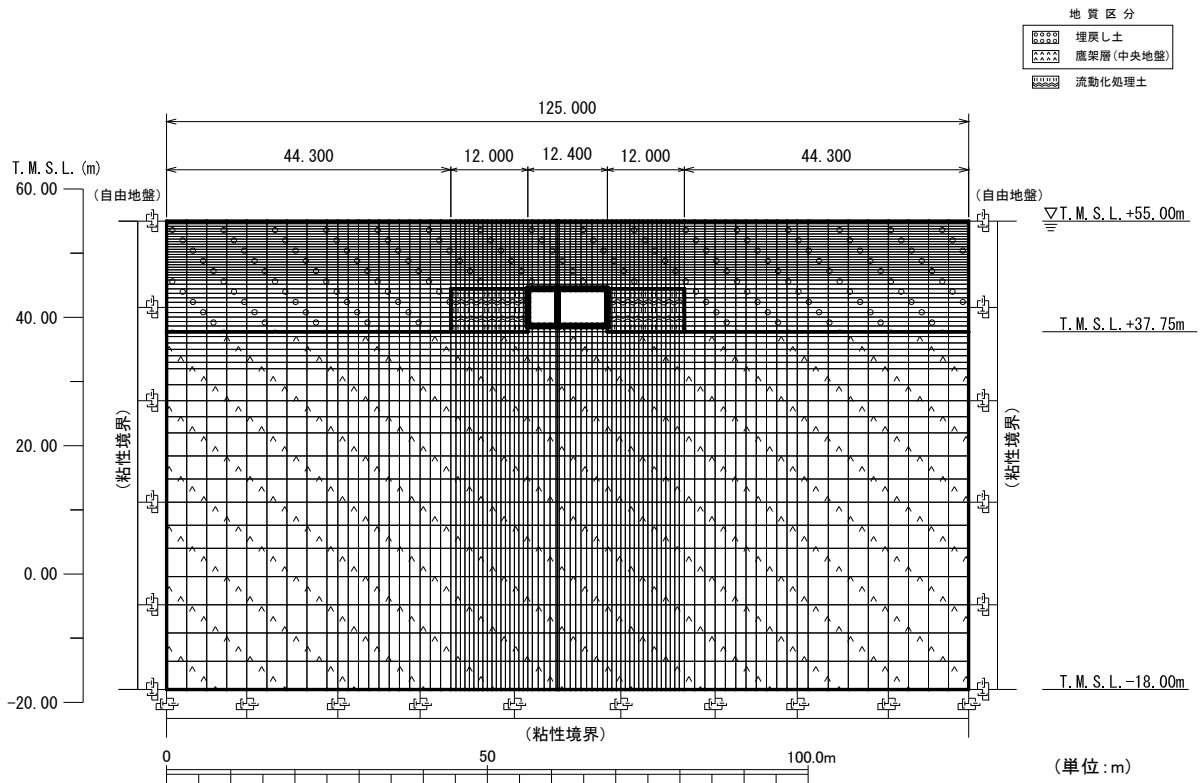 地質区分
埋戻し土
鷹架層(中央地盤)
流動化処理土
125.000
44.300 12.000 12.400 12.000 44.300
T.M.S.L.(m)
60.00
(自由地盤) (自由地盤)
▽T.M.S.L.+55.00m
40.00
T.M.S.L.+37.75m
20.00
(粘性境界) (粘性境界)
0.00
T.M.S.L.-18.00m
-20.00
(粘性境界)
0 50 100.0m
(単位:m)